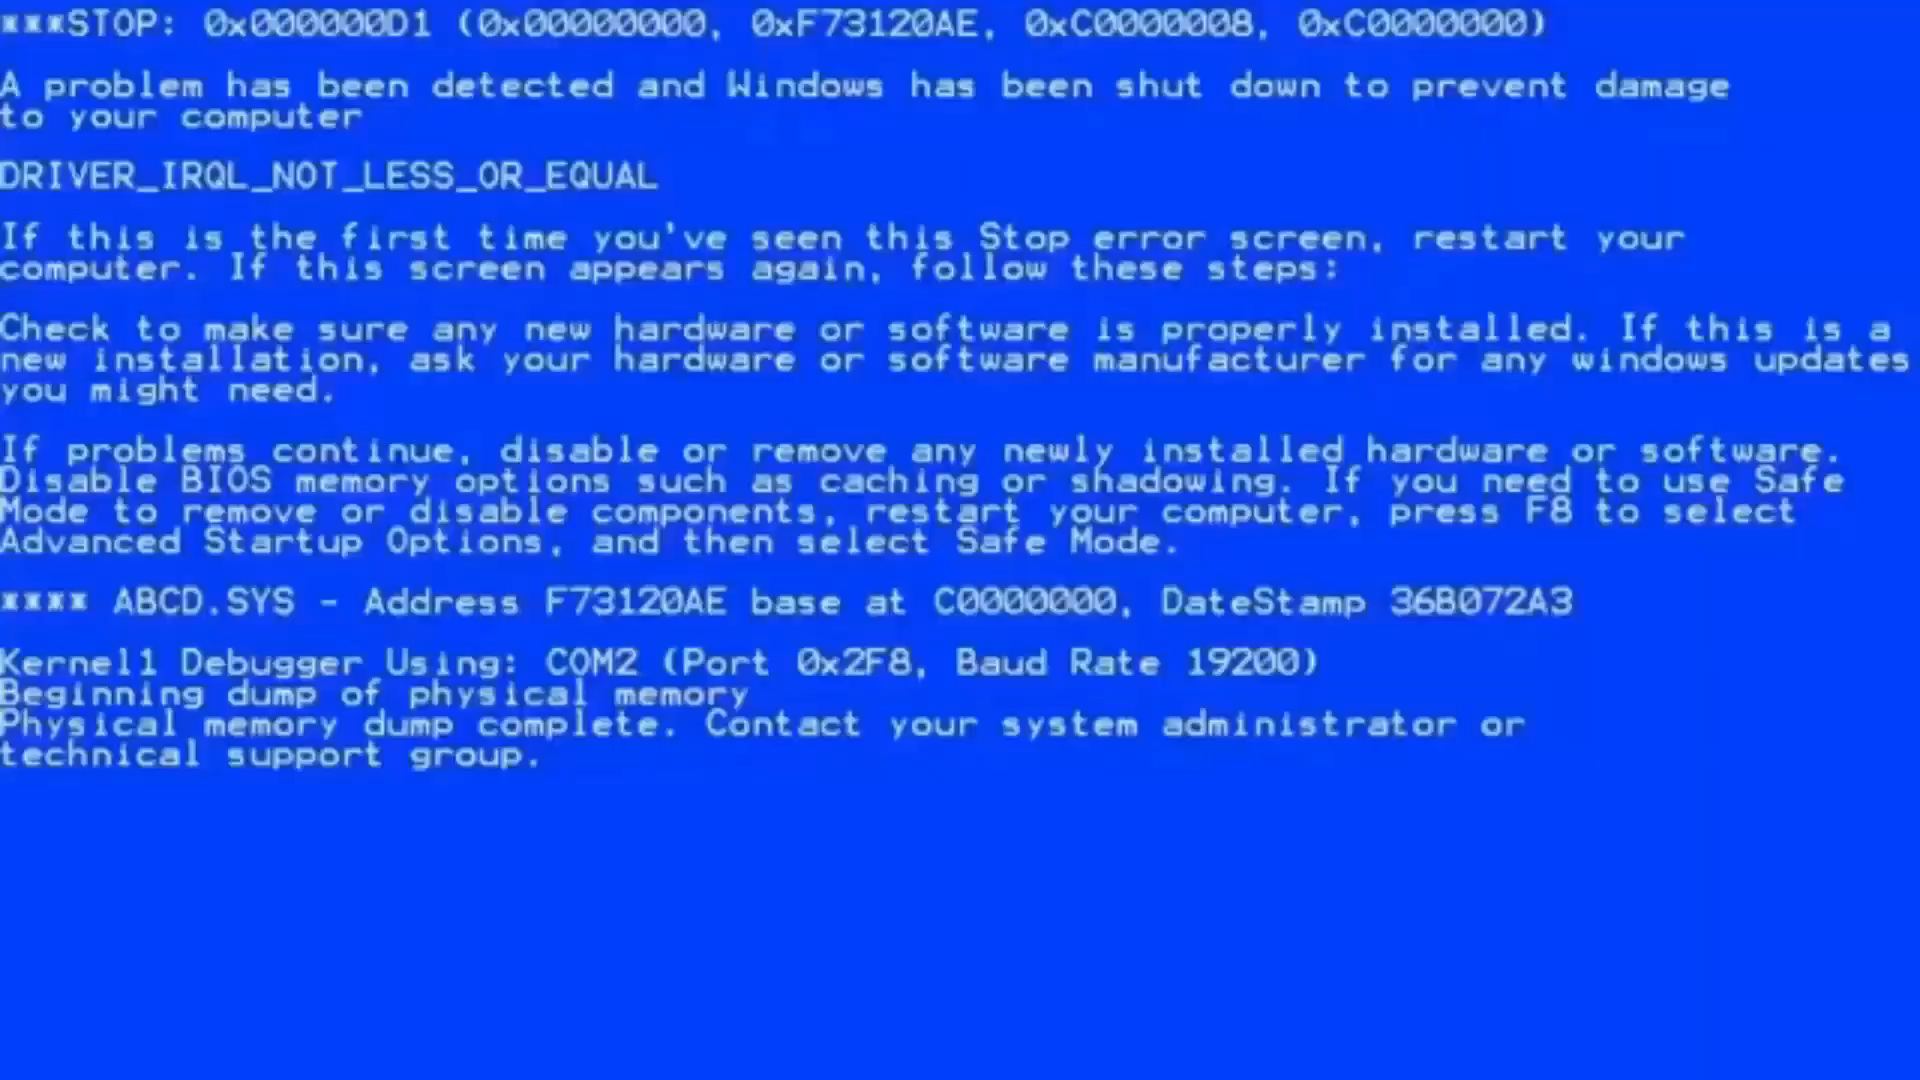 ***STOP: 0x000000D1 (0x00000000, 0xF73120AE, 0xC0000008, 0xC0000000)
A problem has been detected and Windows has been shut down to prevent damage
to your computer
DRIVER_IRQL_NOT_LESS_OR_EQUAL
If this is the first time you've seen this Stop error screen, restart your
computer. If this screen appears again, follow these steps:
Check to make sure any new hardware or software is properly installed. If this is a
new installation, ask your hardware or software manufacturer for any windows updates
you might need.
If problems continue, disable or remove any newly installed hardware or software.
Disable BIOS memory options such as caching or shadowing. If you need to use Safe
Mode to remove or disable components, restart your computer, press F8 to select
Advanced Startup Options, and then select Safe Mode.
**** ABCD.SYS - Address F73120AE base at C0000000, DateStamp 36B072A3
Kernel1 Debugger Using: COM2 (Port 0x2F8, Baud Rate 19200)
Beginning dump of physical memory
Physical memory dump complete. Contact your system administrator or
technical support group.